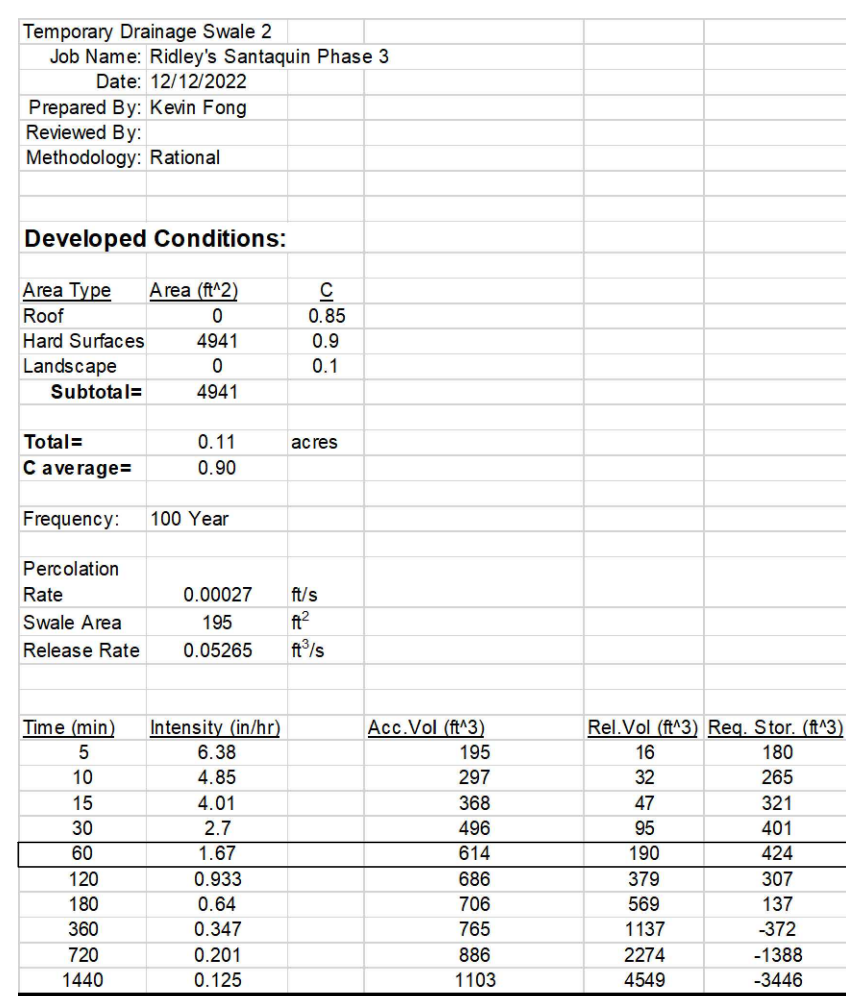 Temporary Drainage Swale 2
Job Name: Ridley's Santaquin Phase 3
Date: 12/12/2022
Prepared By: Kevin Fong
Reviewed By:
Methodology: Rational
Developed Conditions:
Area Type Area (ft^2) C
Roof 0 0.85
Hard Surfaces 4941 0.9
Landscape 0 0.1
Subtotal= 4941
Total= 0.11 acres
C average= 0.90
Frequency: 100 Year
Percolation
Rate 0.00027 ft/s
Swale Area 195 ft²
Release Rate 0.05265 ft³/s
Time (min) Intensity (in/hr) Acc.Vol (ft^3) Rel.Vol (ft^3) Req. Stor. (ft^3)
5 6.38 195 16 180
10 4.85 297 32 265
15 4.01 368 47 321
30 2.7 496 95 401
60 1.67 614 190 424
120 0.933 686 379 307
180 0.64 706 569 137
360 0.347 765 1137 -372
720 0.201 886 2274 -1388
1440 0.125 1103 4549 -3446